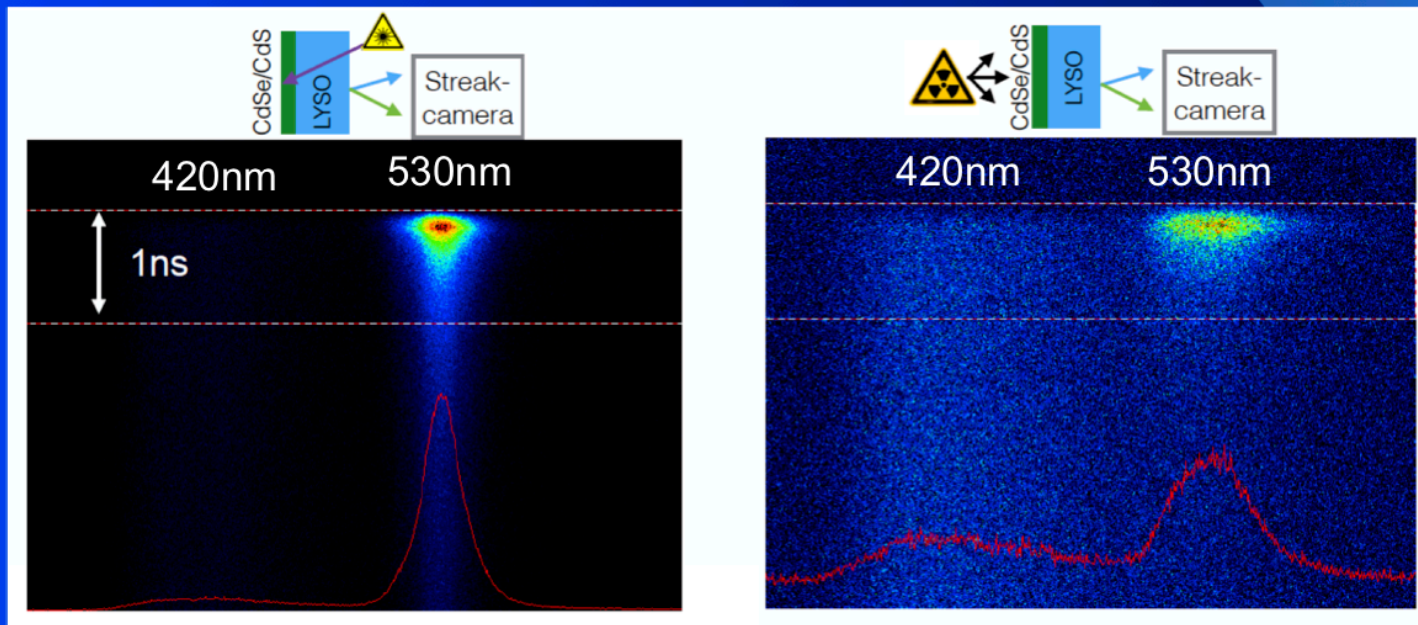 CdSe/CdS
LYSO
Streak-
camera
420nm
530nm
1ns
CdSe/CdS
LYSO
Streak-
camera
420nm
530nm